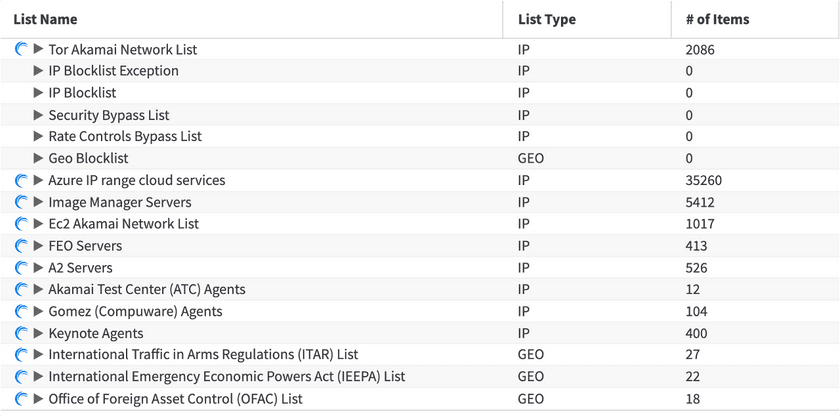 List Name List Type # of Items
Tor Akamai Network List IP 2086
IP Blocklist Exception IP 0
IP Blocklist IP 0
Security Bypass List IP 0
Rate Controls Bypass List IP 0
Geo Blocklist GEO 0
Azure IP range cloud services IP 35260
Image Manager Servers IP 5412
Ec2 Akamai Network List IP 1017
FEO Servers IP 413
A2 Servers IP 526
Akamai Test Center (ATC) Agents IP 12
Gomez (Compuware) Agents IP 104
Keynote Agents IP 400
International Traffic in Arms Regulations (ITAR) List GEO 27
International Emergency Economic Powers Act (IEEPA) List GEO 22
Office of Foreign Asset Control (OFAC) List GEO 18